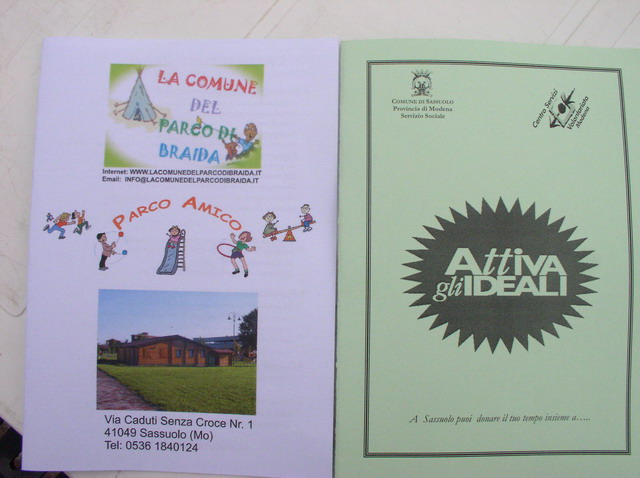 LA COMUNE
DEL
PARCO DI
BRAIDA
Internet: WWW.LACOMUNEDELPARCODIBRAIDA.IT
Email: INFO@LACOMUNEDELPARCODIBRAIDA.IT
PARCO AMICO
Via Caduti Senza Croce Nr. 1
41049 Sassuolo (Mo)
Tel: 0536 1840124
COMUNE DI SASSUOLO
Provincia di Modena
Servizio Sociale
Centro Servizi
Volontariato
Modena
ATTIVA
gli IDEALI
A Sassuolo puoi donare il tuo tempo insieme a.....